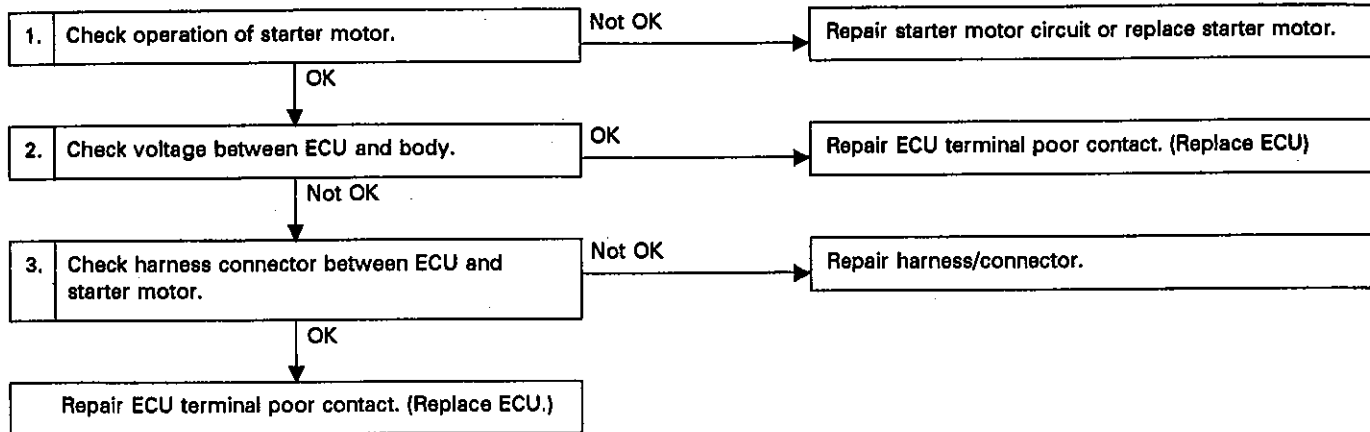 1. Check operation of starter motor.
Not OK
Repair starter motor circuit or replace starter motor.
OK
2. Check voltage between ECU and body.
OK
Repair ECU terminal poor contact. (Replace ECU)
Not OK
3. Check harness connector between ECU and
starter motor.
Not OK
Repair harness/connector.
OK
Repair ECU terminal poor contact. (Replace ECU.)